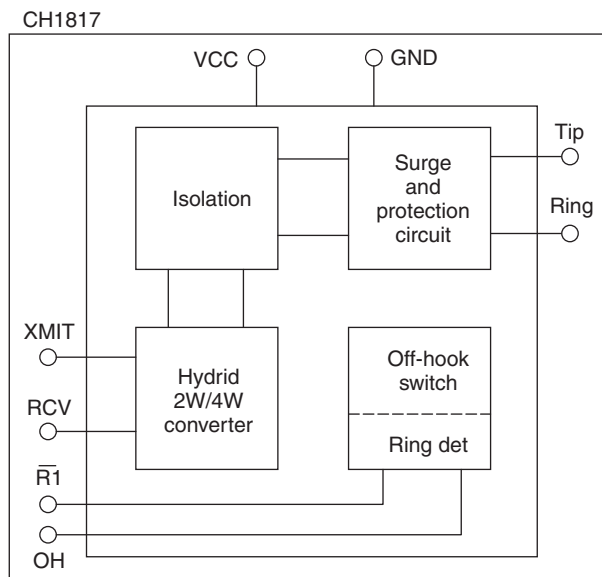 CH1817
VCC
GND
Isolation
Surge
and
protection
circuit
Tip
Ring
XMIT
RCV
Hydrid
2W/4W
converter
Off-hook
switch
Ring det
R̅1̅
OH